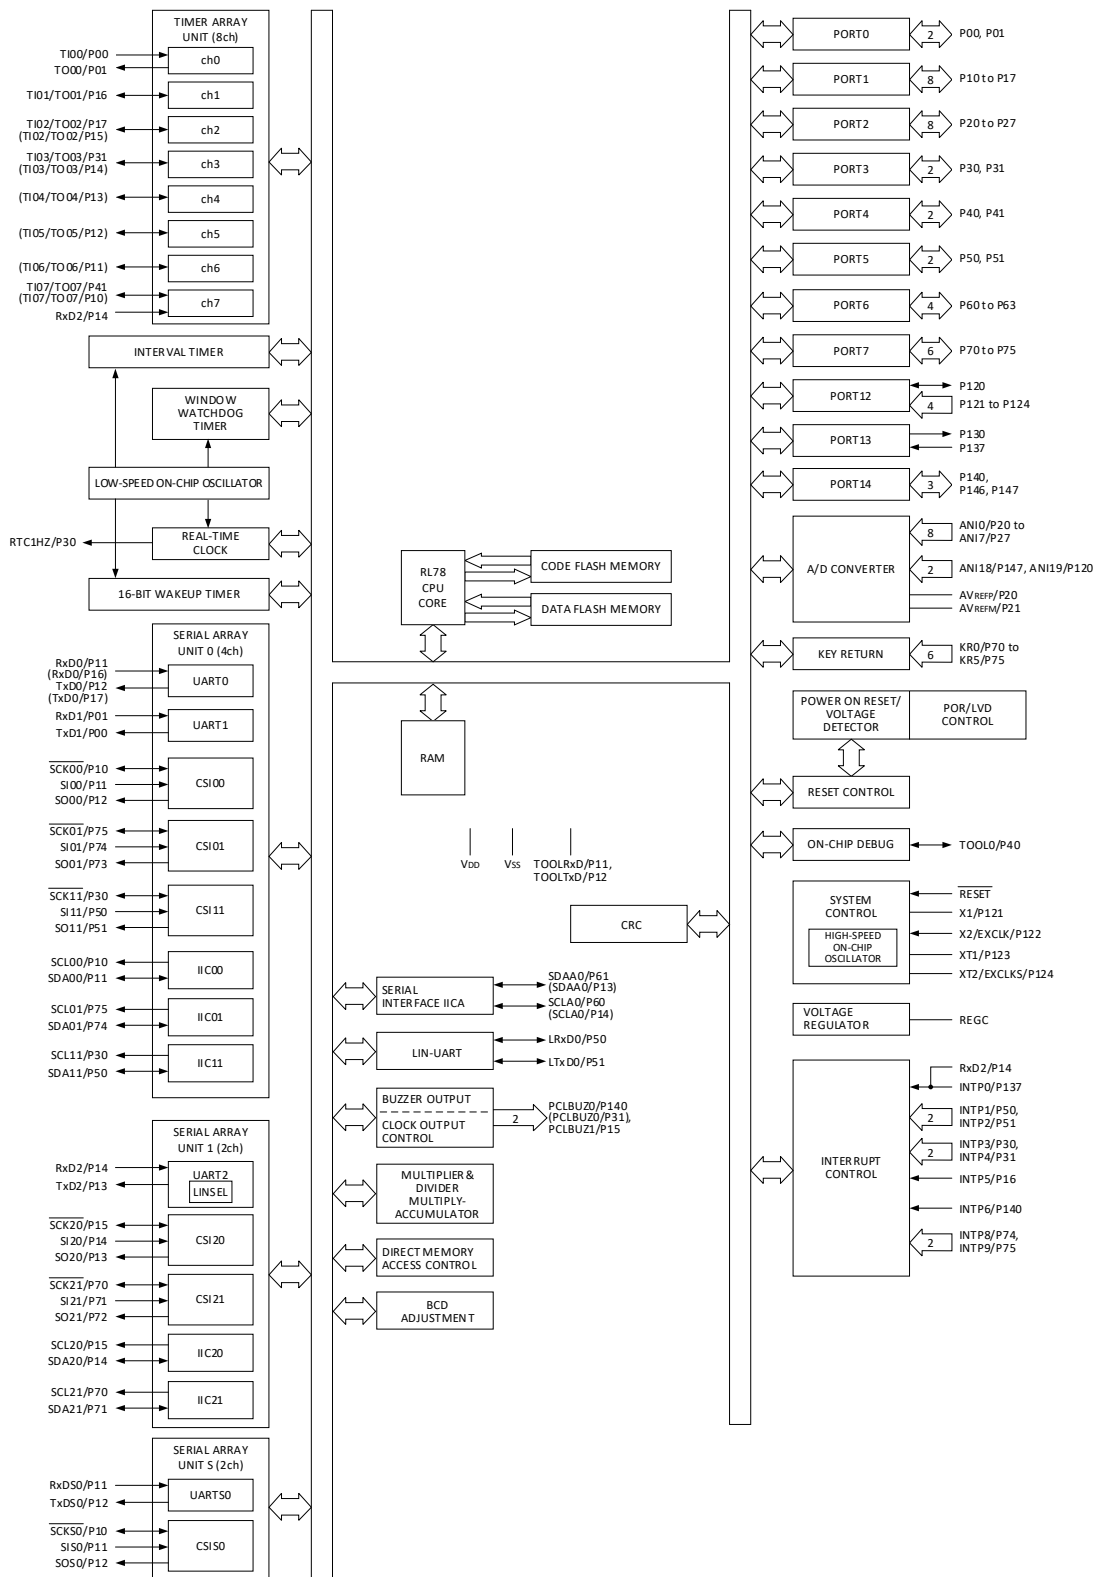 TIMER ARRAY
UNIT (8ch)
TI00/P00
TO00/P01
ch0
TI01/TO01/P16
ch1
TI02/TO02/P17
(TI02/TO02/P15)
ch2
TI03/TO03/P31
(TI03/TO03/P14)
ch3
(TI04/TO04/P13)
ch4
(TI05/TO05/P12)
ch5
(TI06/TO06/P11)
ch6
TI07/TO07/P41
(TI07/TO07/P10)
ch7
RxD2/P14
INTERVAL TIMER
WINDOW
WATCHDOG
TIMER
LOW-SPEED ON-CHIP OSCILLATOR
RTC1HZ/P30
REAL-TIME
CLOCK
16-BIT WAKEUP TIMER
SERIAL ARRAY
UNIT 0 (4ch)
RxD0/P11
(RxD0/P16)
TxD0/P12
(TxD0/P17)
UART0
RxD1/P01
TxD1/P00
UART1
SCK00/P10
SI00/P11
SO00/P12
CSI00
SCK01/P75
SI01/P74
SO01/P73
CSI01
SCK11/P30
SI11/P50
SO11/P51
CSI11
SCL00/P10
SDA00/P11
IIC00
SCL01/P75
SDA01/P74
IIC01
SCL11/P30
SDA11/P50
IIC11
SERIAL ARRAY
UNIT 1 (2ch)
RxD2/P14
TxD2/P13
UART2
LINSEL
SCK20/P15
SI20/P14
SO20/P13
CSI20
SCK21/P70
SI21/P71
SO21/P72
CSI21
SCL20/P15
SDA20/P14
IIC20
SCL21/P70
SDA21/P71
IIC21
SERIAL ARRAY
UNIT S (2ch)
RxDS0/P11
TxDS0/P12
UARTS0
SCKS0/P10
SIS0/P11
SOS0/P12
CSIS0
RL78
CPU
CORE
CODE FLASH MEMORY
DATA FLASH MEMORY
RAM
VDD
VSS
TOOLRxD/P11,
TOOLTxD/P12
CRC
SERIAL
INTERFACE IICA
SDAA0/P61
(SDAA0/P13)
SCLA0/P60
(SCLA0/P14)
LIN-UART
LRxD0/P50
LTxD0/P51
BUZZER OUTPUT
CLOCK OUTPUT
CONTROL
2
PCLBUZ0/P140
(PCLBUZ0/P31),
PCLBUZ1/P15
MULTIPLIER &
DIVIDER
MULTIPLY-
ACCUMULATOR
DIRECT MEMORY
ACCESS CONTROL
BCD
ADJUSTMENT
PORT0
2
P00, P01
PORT1
8
P10 to P17
PORT2
8
P20 to P27
PORT3
2
P30, P31
PORT4
2
P40, P41
PORT5
2
P50, P51
PORT6
4
P60 to P63
PORT7
6
P70 to P75
PORT12
P120
4
P121 to P124
PORT13
P130
P137
PORT14
3
P140,
P146, P147
A/D CONVERTER
8
ANI0/P20 to
ANI7/P27
2
ANI18/P147, ANI19/P120
AVREFP/P20
AVREFM/P21
KEY RETURN
6
KR0/P70 to
KR5/P75
POWER ON RESET/
VOLTAGE
DETECTOR
POR/LVD
CONTROL
RESET CONTROL
ON-CHIP DEBUG
TOOL0/P40
SYSTEM
CONTROL
HIGH-SPEED
ON-CHIP
OSCILLATOR
RESET
X1/P121
X2/EXCLK/P122
XT1/P123
XT2/EXCLKS/P124
VOLTAGE
REGULATOR
REGC
INTERRUPT
CONTROL
RxD2/P14
INTP0/P137
2
INTP1/P50,
INTP2/P51
2
INTP3/P30,
INTP4/P31
INTP5/P16
INTP6/P140
2
INTP8/P74,
INTP9/P75